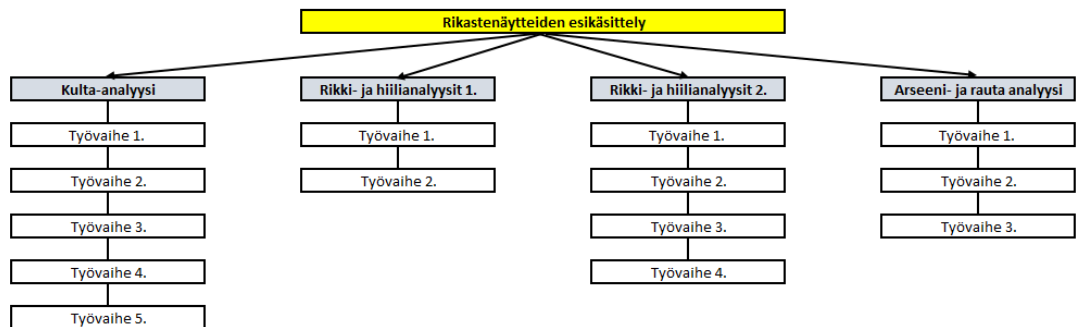 Rikastenäytteiden esikäsittely
Kulta-analyysi
Työvaihe 1.
Työvaihe 2.
Työvaihe 3.
Työvaihe 4.
Työvaihe 5.
Rikki- ja hiilianalyysit 1.
Työvaihe 1.
Työvaihe 2.
Rikki- ja hiilianalyysit 2.
Työvaihe 1.
Työvaihe 2.
Työvaihe 3.
Työvaihe 4.
Arseeni- ja rauta analyysi
Työvaihe 1.
Työvaihe 2.
Työvaihe 3.